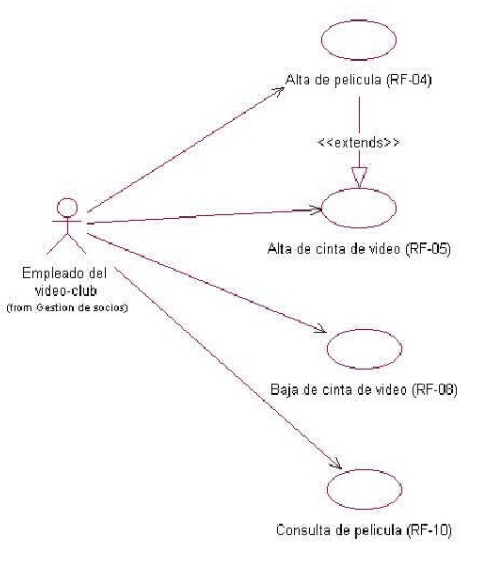 Alta de pelicula (RF-04)
<<extends>>
Alta de cinta de video (RF-05)
Empleado del
video-club
(from Gestion de socios)
Baja de cinta de video (RF-08)
Consulta de pelicula (RF-10)